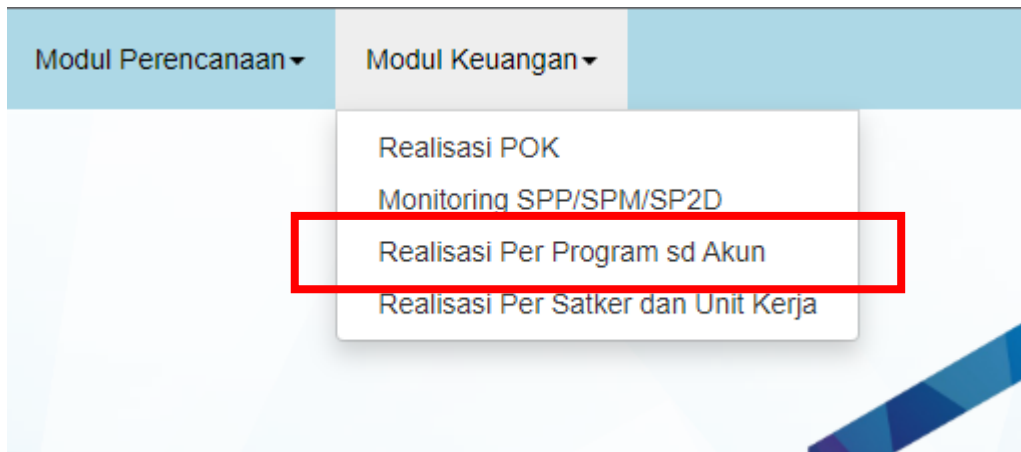 Modul Perencanaan Modul Keuangan
Realisasi POK
Monitoring SPP/SPM/SP2D
Realisasi Per Program sd Akun
Realisasi Per Satker dan Unit Kerja